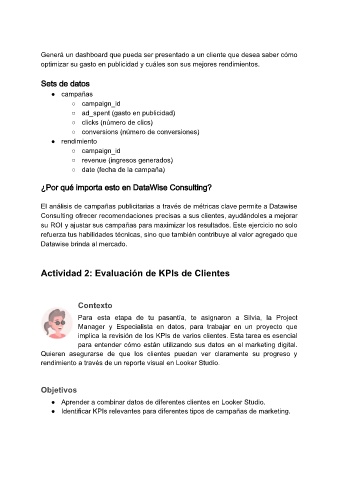 Generá un dashboard que pueda ser presentado a un cliente que desea saber cómo
optimizar su gasto en publicidad y cuáles son sus mejores rendimientos.
Sets de datos
● campañas
○ campaign_id
○ ad_spent (gasto en publicidad)
○ clicks (número de clics)
○ conversions (número de conversiones)
● rendimiento
○ campaign_id
○ revenue (ingresos generados)
○ date (fecha de la campaña)
¿Por qué importa esto en DataWise Consulting?
El análisis de campañas publicitarias a través de métricas clave permite a Datawise
Consulting ofrecer recomendaciones precisas a sus clientes, ayudándoles a mejorar
su ROI y ajustar sus campañas para maximizar los resultados. Este ejercicio no solo
refuerza tus habilidades técnicas, sino que también contribuye al valor agregado que
Datawise brinda al mercado.
Actividad 2: Evaluación de KPIs de Clientes
Contexto
Para esta etapa de tu pasantía, te asignaron a Silvia, la Project
Manager y Especialista en datos, para trabajar en un proyecto que
implica la revisión de los KPIs de varios clientes. Esta tarea es esencial
para entender cómo están utilizando sus datos en el marketing digital.
Quieren asegurarse de que los clientes puedan ver claramente su progreso y
rendimiento a través de un reporte visual en Looker Studio.
Objetivos
● Aprender a combinar datos de diferentes clientes en Looker Studio.
● Identificar KPIs relevantes para diferentes tipos de campañas de marketing.